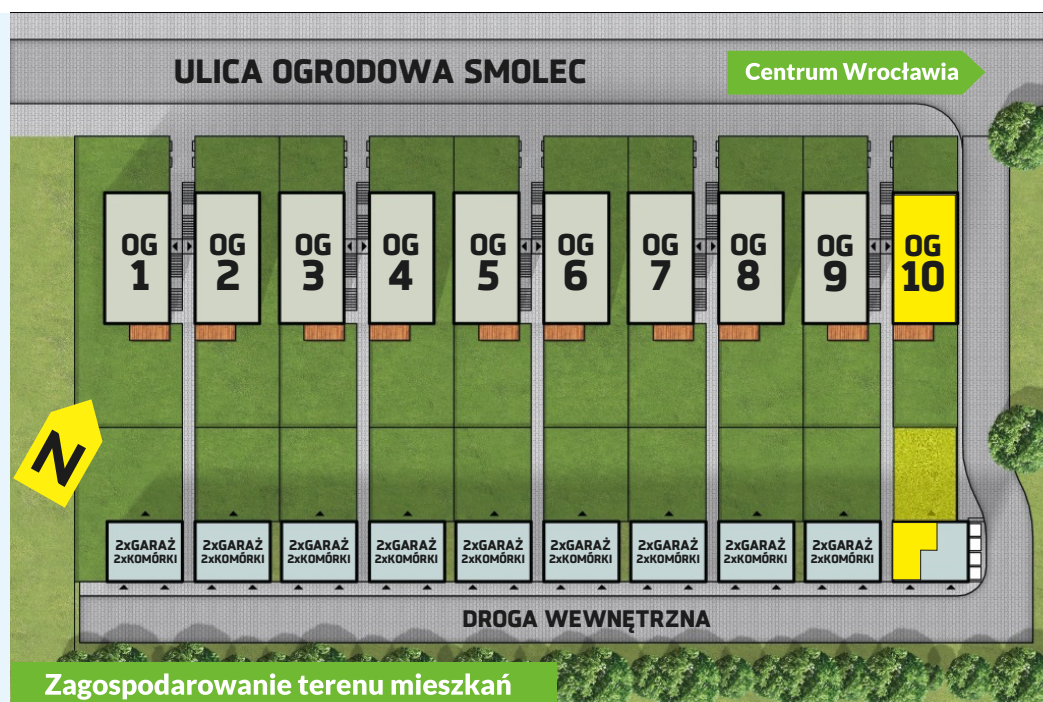 ULICA OGRODOWA SMOLEC
Centrum Wrocławia
OG
1
OG
2
OG
3
OG
4
OG
5
OG
6
OG
7
OG
8
OG
9
OG
10
N
2xGARAŻ
2xKOMÓRKI
2xGARAŻ
2xKOMÓRKI
2xGARAŻ
2xKOMÓRKI
2xGARAŻ
2xKOMÓRKI
2xGARAŻ
2xKOMÓRKI
2xGARAŻ
2xKOMÓRKI
2xGARAŻ
2xKOMÓRKI
2xGARAŻ
2xKOMÓRKI
2xGARAŻ
2xKOMÓRKI
DROGA WEWNĘTRZNA
Zagospodarowanie terenu mieszkań